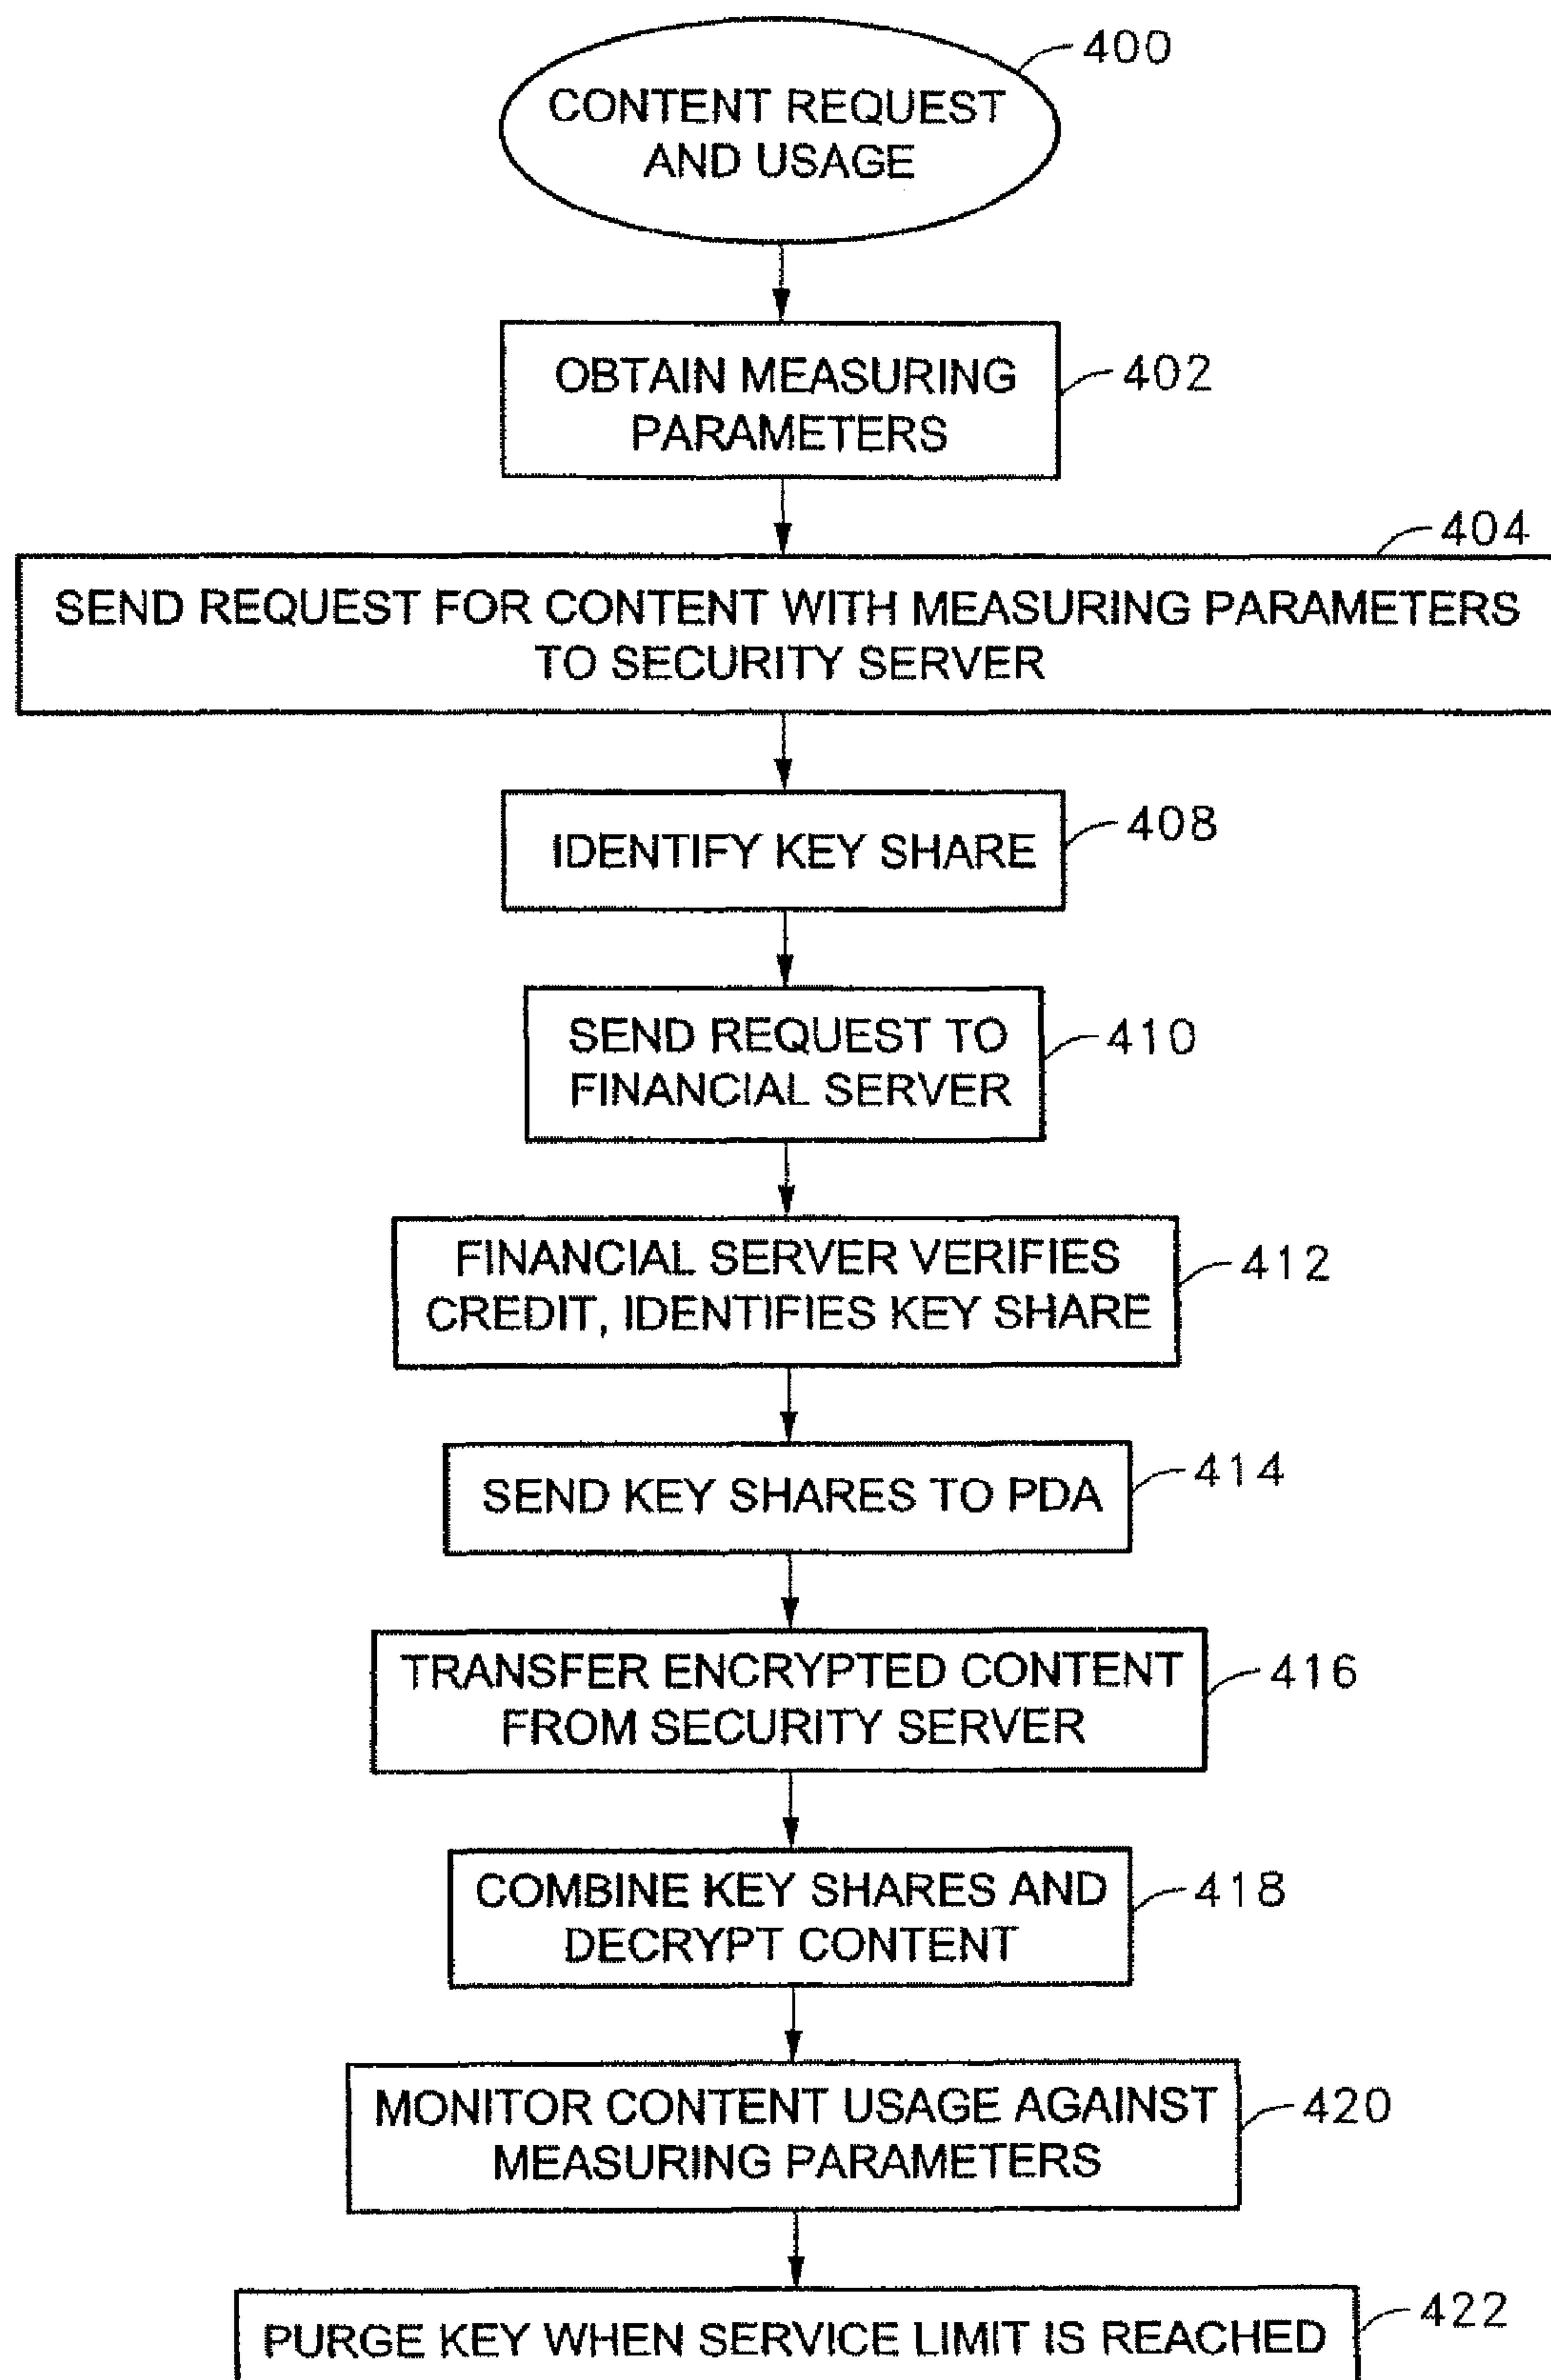 400
CONTENT REQUEST
AND USAGE
OBTAIN MEASURING
PARAMETERS
402
404
SEND REQUEST FOR CONTENT WITH MEASURING PARAMETERS
TO SECURITY SERVER
IDENTIFY KEY SHARE
408
SEND REQUEST TO
FINANCIAL SERVER
410
FINANCIAL SERVER VERIFIES
CREDIT, IDENTIFIES KEY SHARE
412
SEND KEY SHARES TO PDA
414
TRANSFER ENCRYPTED CONTENT
FROM SECURITY SERVER
416
COMBINE KEY SHARES AND
DECRYPT CONTENT
418
MONITOR CONTENT USAGE AGAINST
MEASURING PARAMETERS
420
PURGE KEY WHEN SERVICE LIMIT IS REACHED
422